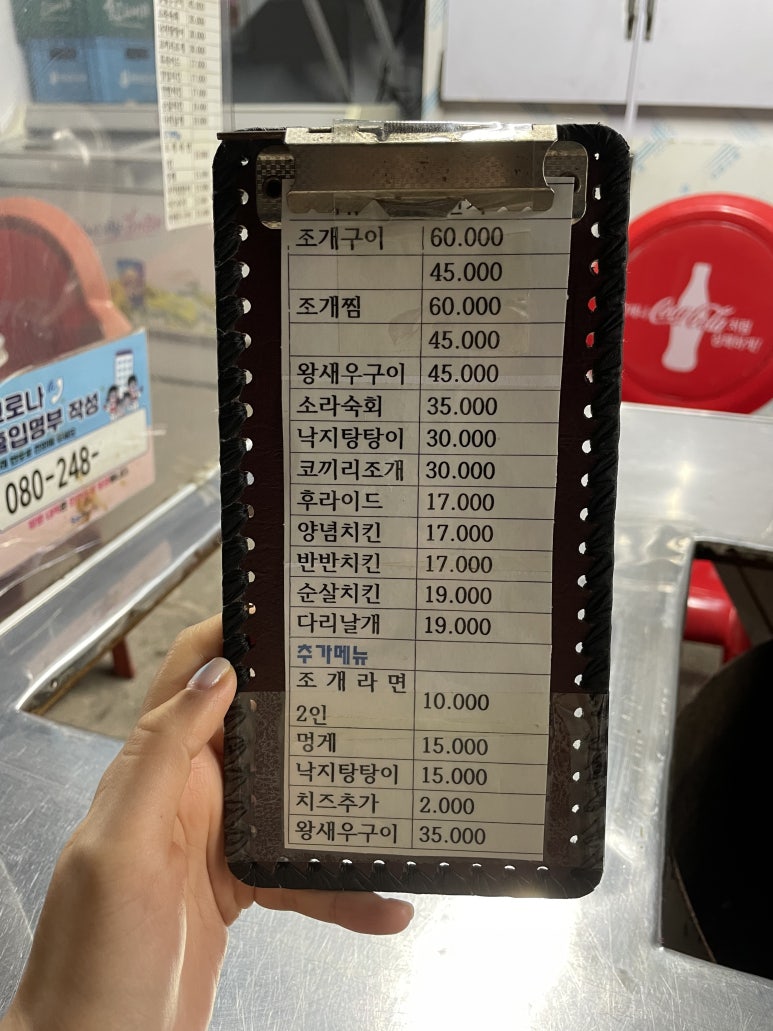 조개구이 60.000
45.000
조개찜 60.000
45.000
왕새우구이 45.000
소라숙회 35.000
낙지탕탕이 30.000
코끼리조개 30.000
후라이드 17.000
양념치킨 17.000
반반치킨 17.000
순살치킨 19.000
다리날개 19.000
추가메뉴
조개라면
2인 10.000
멍게 15.000
낙지탕탕이 15.000
치즈추가 2.000
왕새우구이 35.000
로나
출입명부 작성
080-248-
Coca-Cola